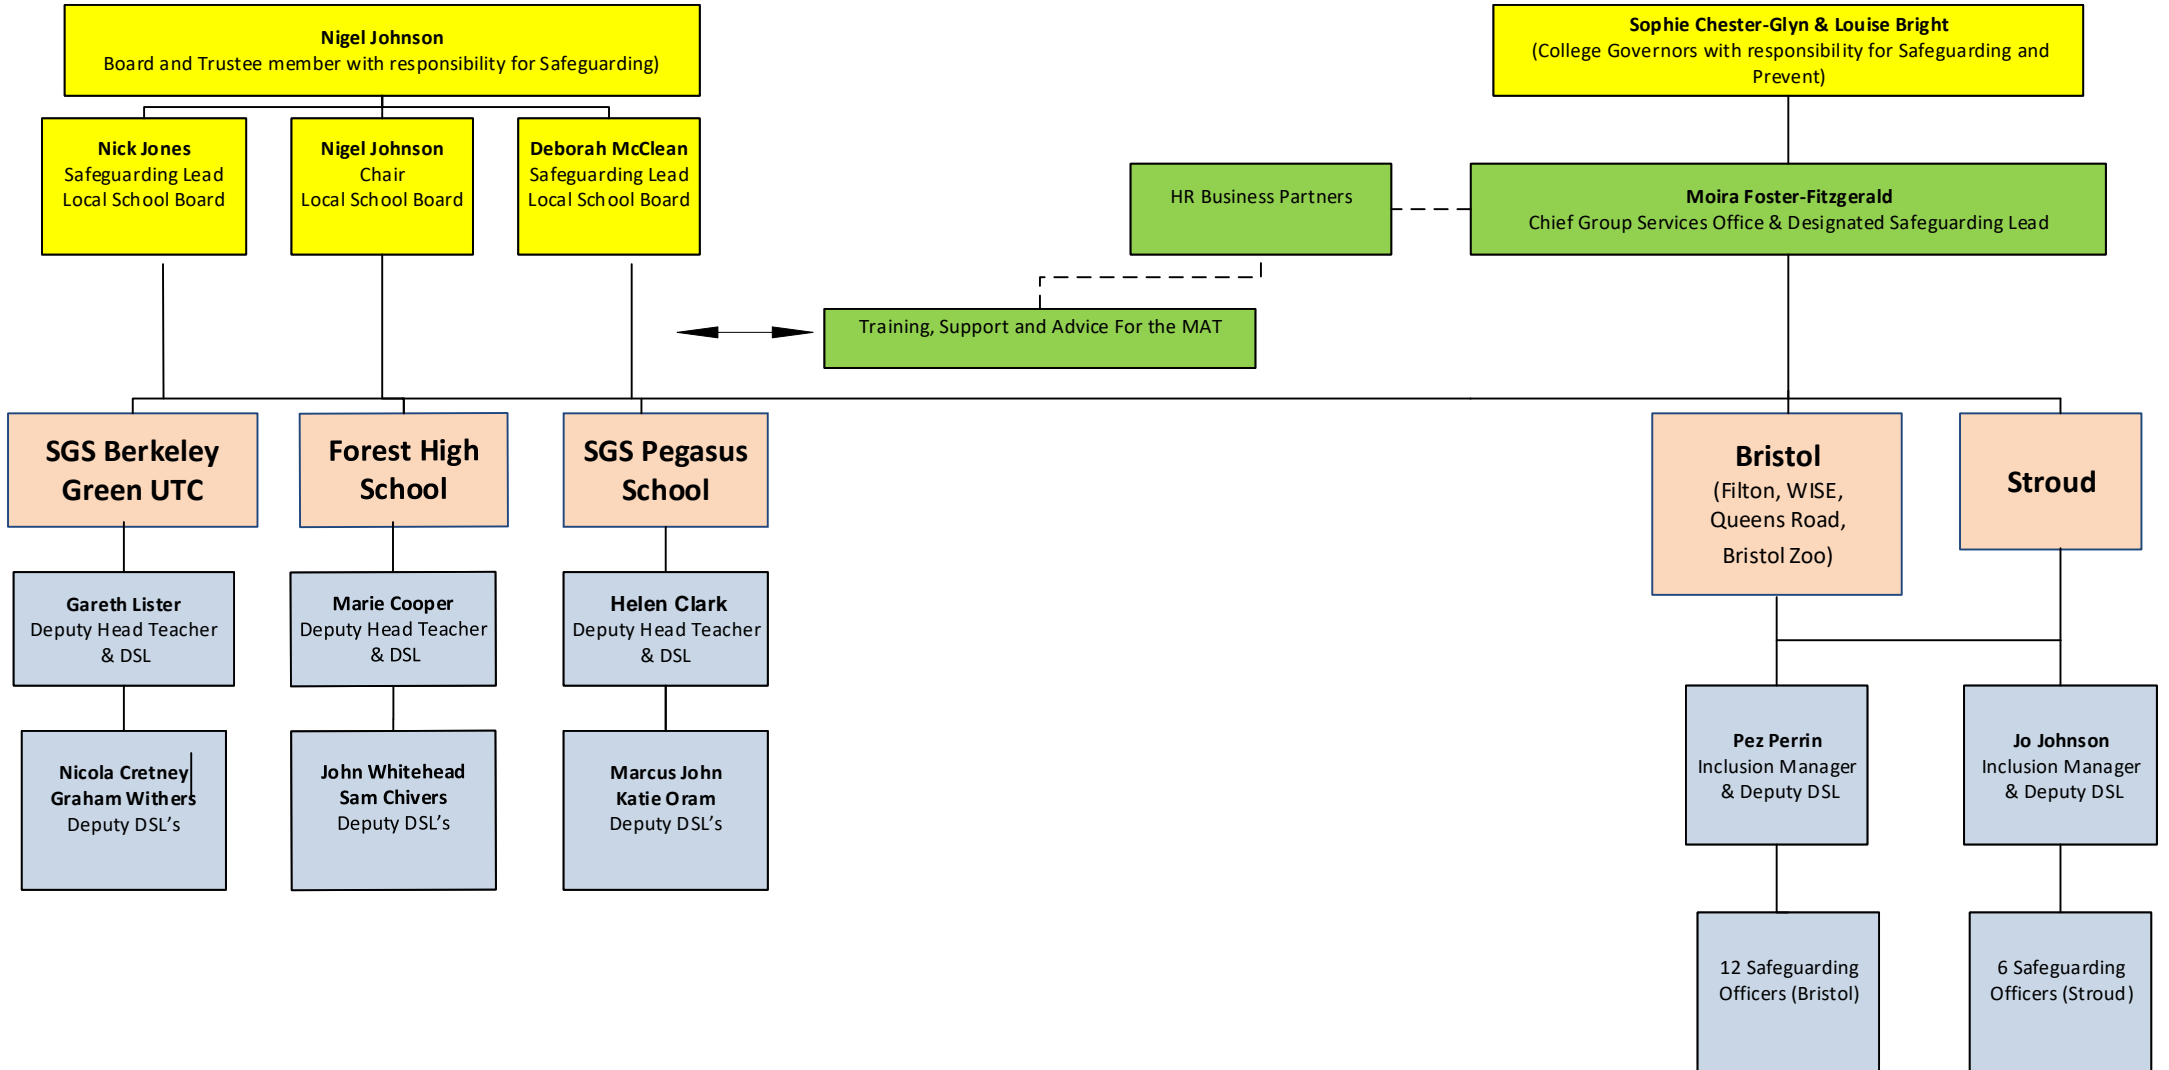 Nigel Johnson
Board and Trustee member with responsibility for Safeguarding)
Sophie Chester-Glyn & Louise Bright
(College Governors with responsibility for Safeguarding and
Prevent)
Nick Jones
Safeguarding Lead
Local School Board
Nigel Johnson
Chair
Local School Board
Deborah McClean
Safeguarding Lead
Local School Board
HR Business Partners
Moira Foster-Fitzgerald
Chief Group Services Office & Designated Safeguarding Lead
Training, Support and Advice For the MAT
SGS Berkeley
Green UTC
Forest High
School
SGS Pegasus
School
Bristol
(Filton, WISE,
Queens Road,
Bristol Zoo)
Stroud
Gareth Lister
Deputy Head Teacher
& DSL
Marie Cooper
Deputy Head Teacher
& DSL
Helen Clark
Deputy Head Teacher
& DSL
Nicola Cretney
Graham Withers
Deputy DSL’s
John Whitehead
Sam Chivers
Deputy DSL’s
Marcus John
Katie Oram
Deputy DSL’s
Pez Perrin
Inclusion Manager
& Deputy DSL
Jo Johnson
Inclusion Manager
& Deputy DSL
12 Safeguarding
Officers (Bristol)
6 Safeguarding
Officers (Stroud)